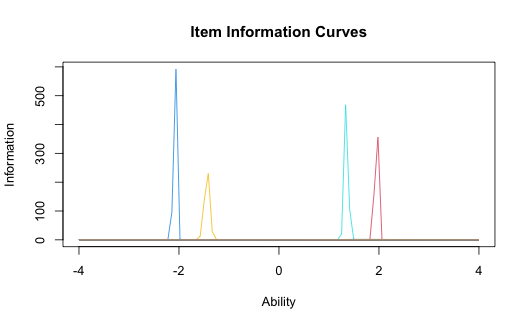 Item Information Curves
Information
500
300
100
0
-4 -2 0 2 4
Ability